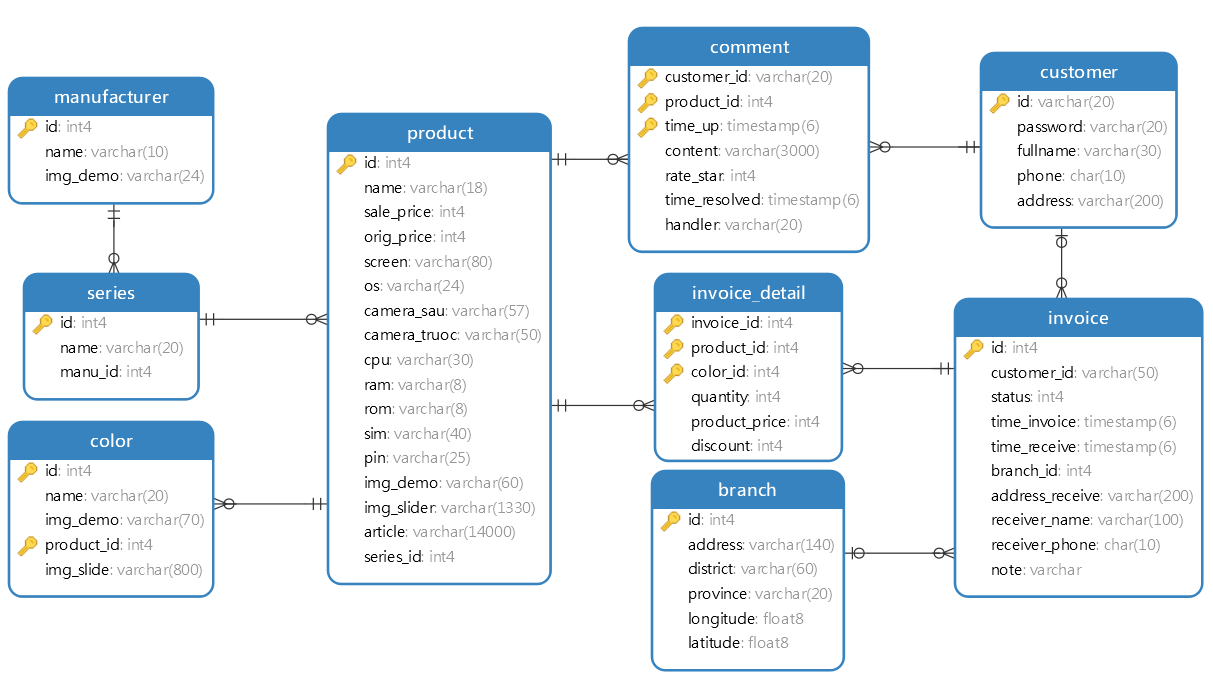 manufacturer
id: int4
name: varchar(10)
img_demo: varchar(24)
series
id: int4
name: varchar(20)
manu_id: int4
color
id: int4
name: varchar(20)
img_demo: varchar(70)
product_id: int4
img_slide: varchar(800)
product
id: int4
name: varchar(18)
sale_price: int4
orig_price: int4
screen: varchar(80)
os: varchar(24)
camera_sau: varchar(57)
camera_truoc: varchar(50)
cpu: varchar(30)
ram: varchar(8)
rom: varchar(8)
sim: varchar(40)
pin: varchar(25)
img_demo: varchar(60)
img_slider: varchar(1330)
article: varchar(14000)
series_id: int4
comment
customer_id: varchar(20)
product_id: int4
time_up: timestamp(6)
content: varchar(3000)
rate_star: int4
time_resolved: timestamp(6)
handler: varchar(20)
invoice_detail
invoice_id: int4
product_id: int4
color_id: int4
quantity: int4
product_price: int4
discount: int4
branch
id: int4
address: varchar(140)
district: varchar(60)
province: varchar(20)
longitude: float8
latitude: float8
customer
id: varchar(20)
password: varchar(20)
fullname: varchar(30)
phone: char(10)
address: varchar(200)
invoice
id: int4
customer_id: varchar(50)
status: int4
time_invoice: timestamp(6)
time_receive: timestamp(6)
branch_id: int4
address_receive: varchar(200)
receiver_name: varchar(100)
receiver_phone: char(10)
note: varchar